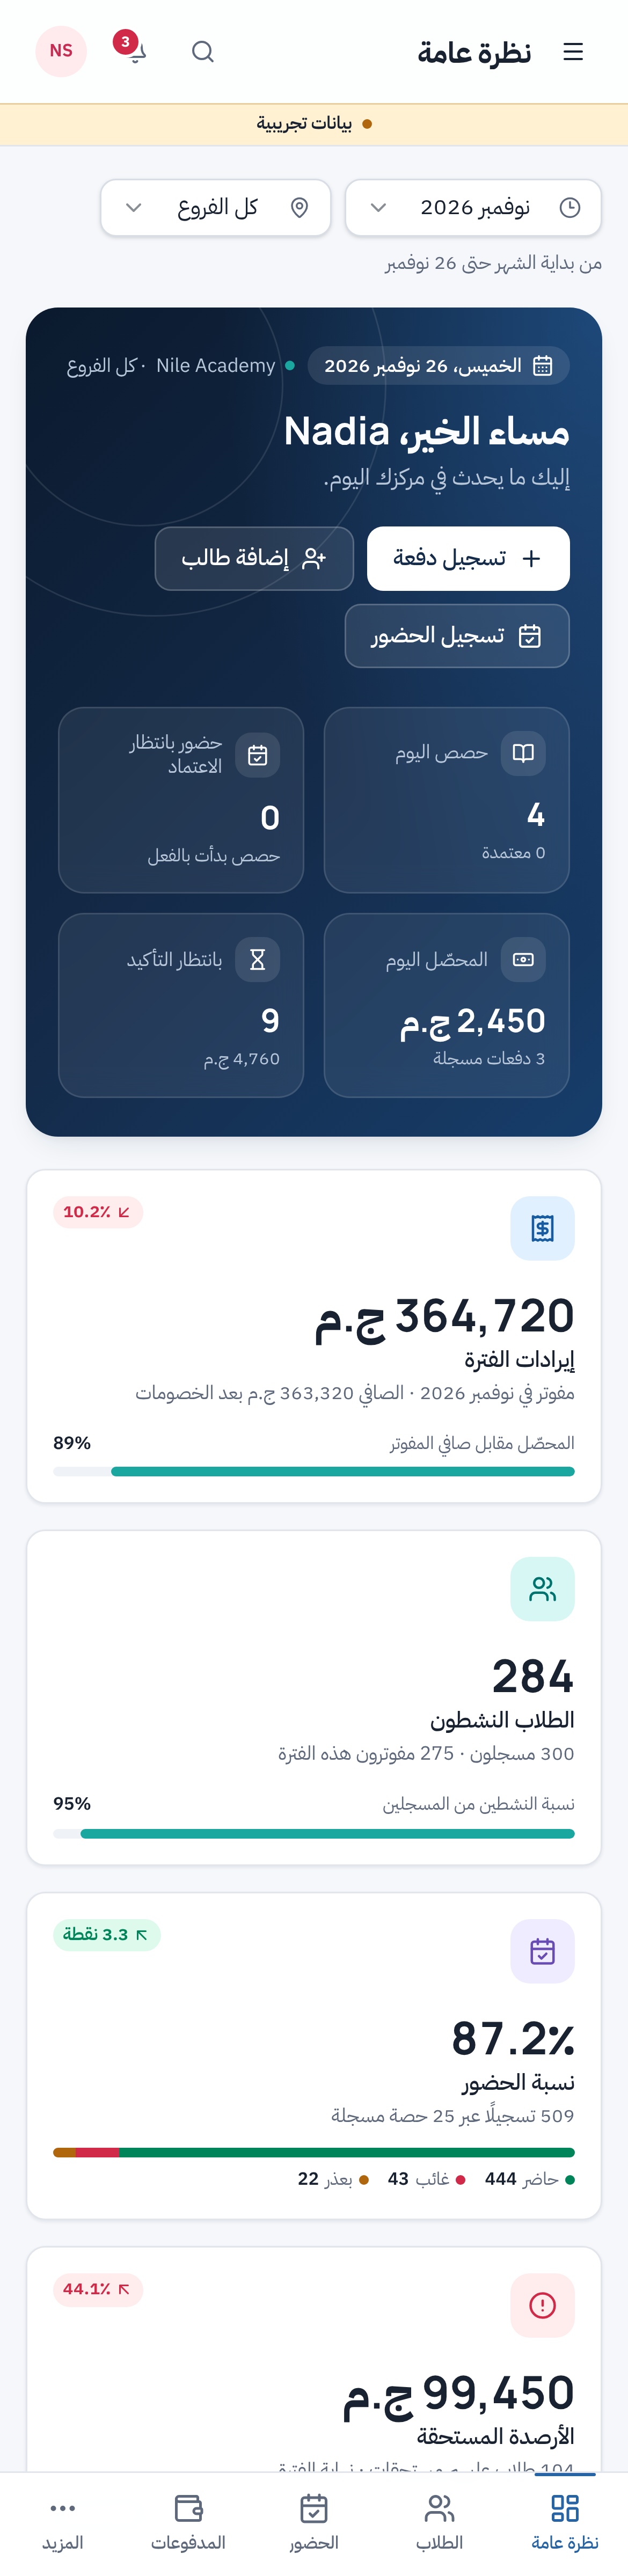 نظرة عامة
3
NS
بيانات تجريبية
نوفمبر 2026
كل الفروع
من بداية الشهر حتى 26 نوفمبر
الخميس، 26 نوفمبر 2026
Nile Academy · كل الفروع
مساء الخير، Nadia
إليك ما يحدث في مركزك اليوم.
تسجيل دفعة
إضافة طالب
تسجيل الحضور
حصص اليوم
4
0 معتمدة
حضور بانتظار
الاعتماد
0
حصص بدأت بالفعل
المحصّل اليوم
2,450 ج.م
3 دفعات مسجلة
بانتظار التأكيد
9
4,760 ج.م
10.2٪
364,720 ج.م
إيرادات الفترة
مفوتر في نوفمبر 2026 · الصافي 363,320 ج.م بعد الخصومات
المحصّل مقابل صافي المفوتر
89%
284
الطلاب النشطون
300 مسجلون · 275 مفوترون هذه الفترة
نسبة النشطين من المسجلين
95%
3.3 نقطة
87.2٪
نسبة الحضور
509 تسجيلًا عبر 25 حصة مسجلة
حاضر 444
غائب 43
بعذر 22
44.1٪
99,450 ج.م
الأرصدة المستحقة
نظرة عامة
الطلاب
الحضور
المدفوعات
المزيد